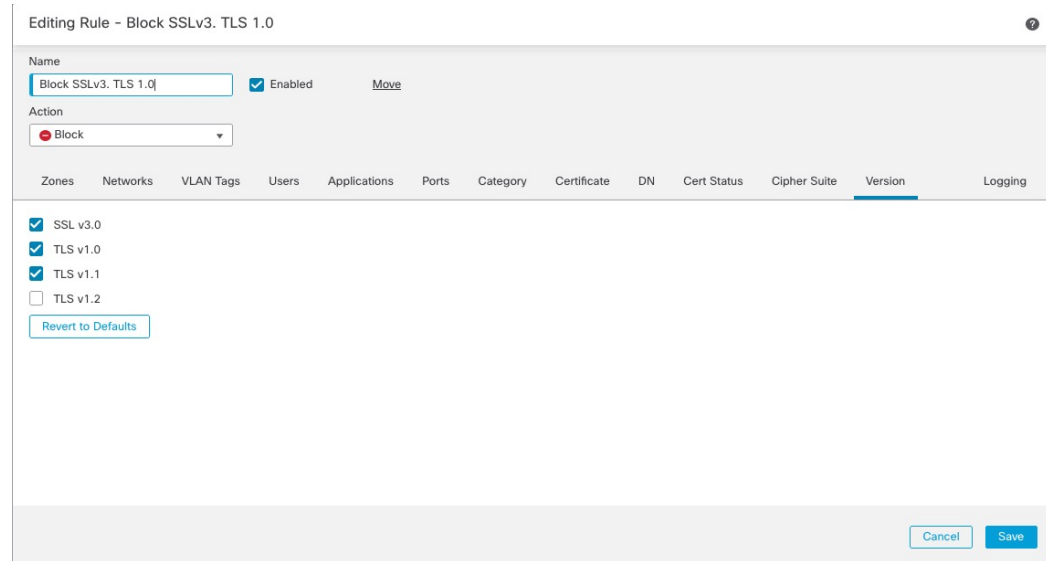 Editing Rule - Block SSLv3. TLS 1.0
Name
Block SSLv3. TLS 1.0
Enabled
Move
Action
Block
Zones Networks VLAN Tags Users Applications Ports Category Certificate DN Cert Status Cipher Suite Version Logging
SSL v3.0
TLS v1.0
TLS v1.1
TLS v1.2
Revert to Defaults
Cancel Save